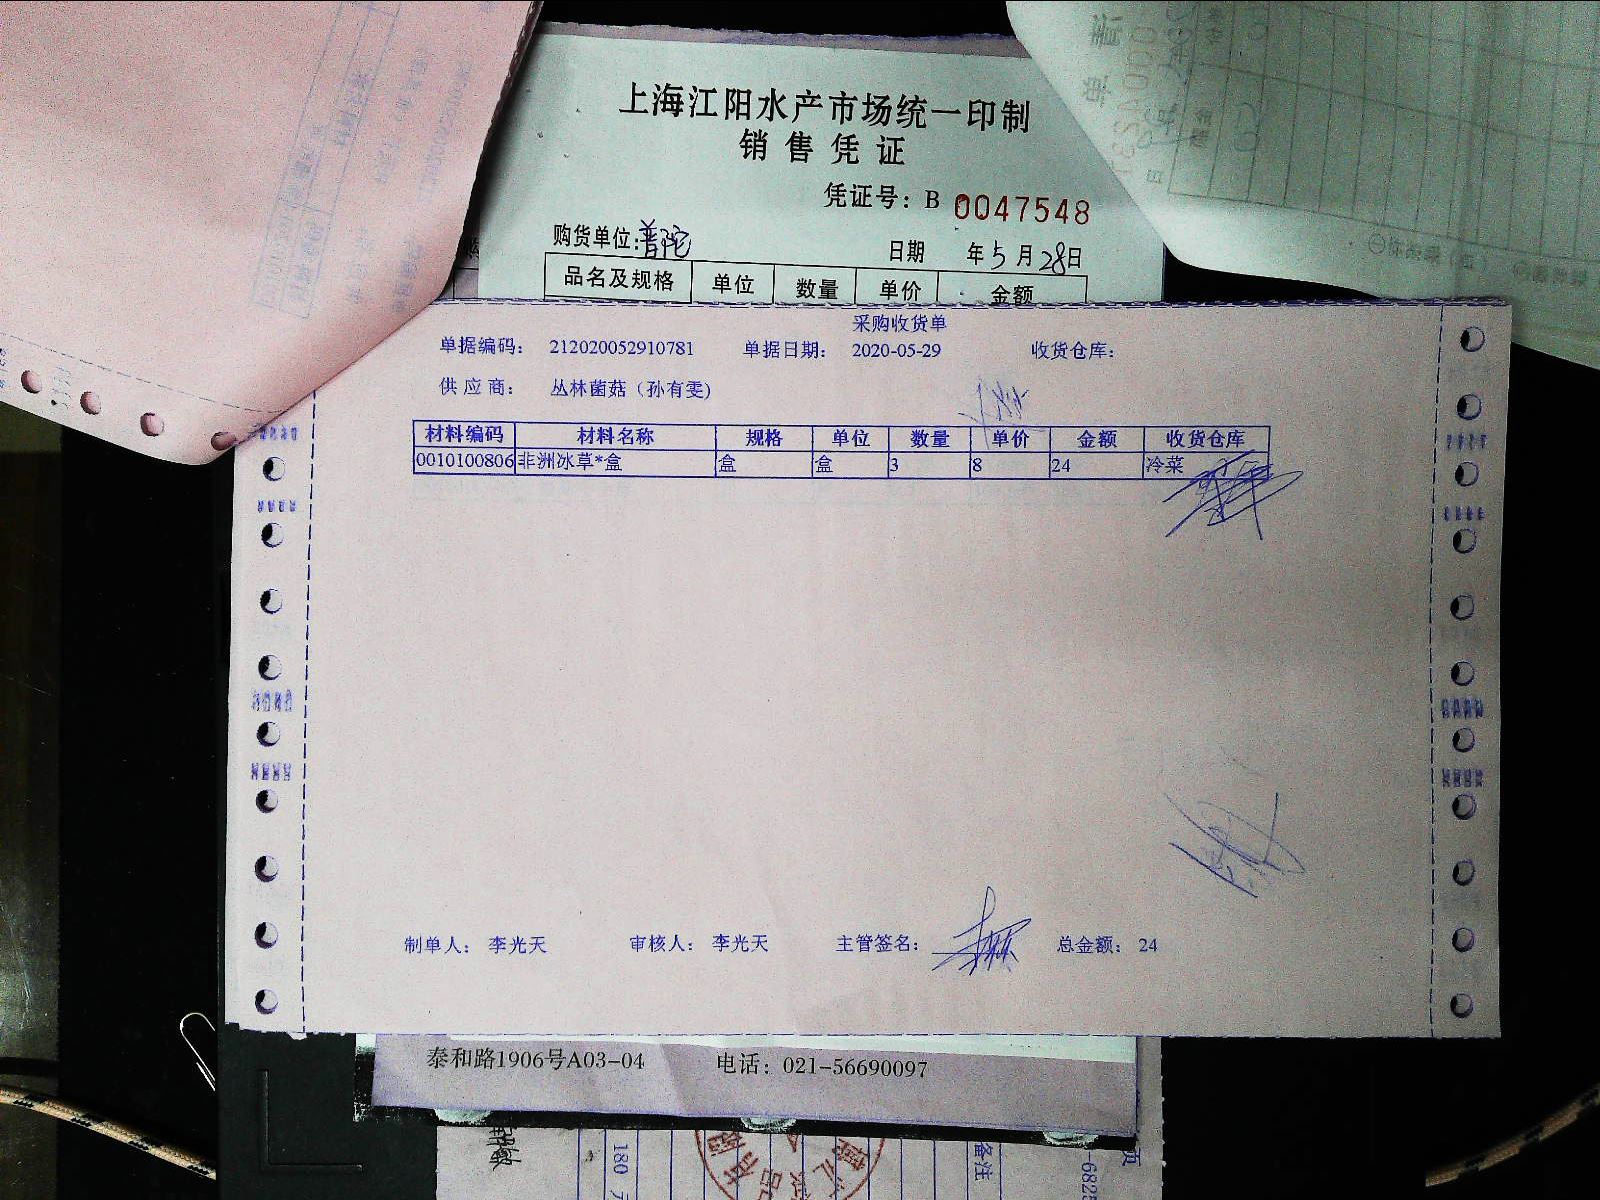 上海江阳水产市场统一印制
销售凭证
凭证号：B 0047548
购货单位:普陀 日期 年5月28日
品名及规格 单位 数量 单价 金额
采购收货单
单据编码： 212020052910781 单据日期： 2020-05-29 收货仓库：
供应商： 丛林菌菇（孙有雯）
材料编码 材料名称 规格 单位 数量 单价 金额 收货仓库
0010100806 非洲冰草*盒 盒 盒 3 8 24 冷菜
制单人： 李光天 审核人： 李光天 主管签名： 总金额： 24
泰和路1906号A03-04 电话：021-56690097
180
备注